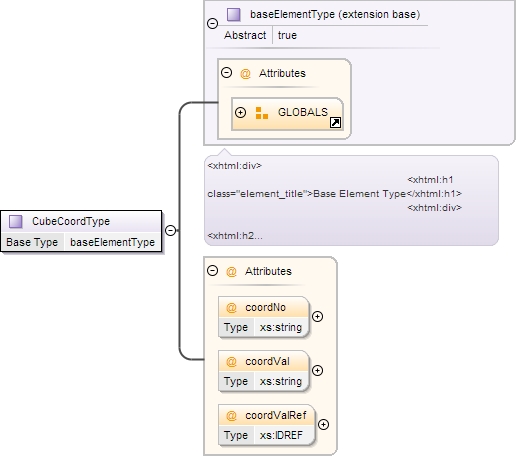 baseElementType (extension base)
Abstract true
@ Attributes
GLOBALS
<xhtml:div>
<xhtml:h1
class="element_title">Base Element Type</xhtml:h1>
<xhtml:div>
<xhtml:h2...
CubeCoordType
Base Type baseElementType
@ Attributes
@ coordNo
Type xs:string
@ coordVal
Type xs:string
@ coordValRef
Type xs:IDREF